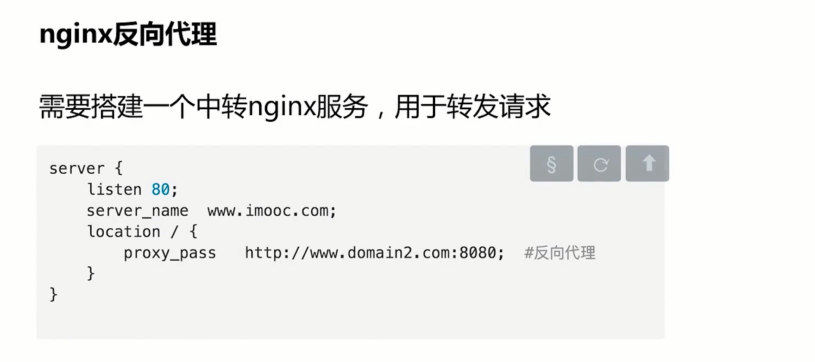 nginx反向代理
需要搭建一个中转nginx服务，用于转发请求
server {
    listen 80;
    server_name  www.imooc.com;
    location / {
        proxy_pass   http://www.domain2.com:8080;  #反向代理
    }
}